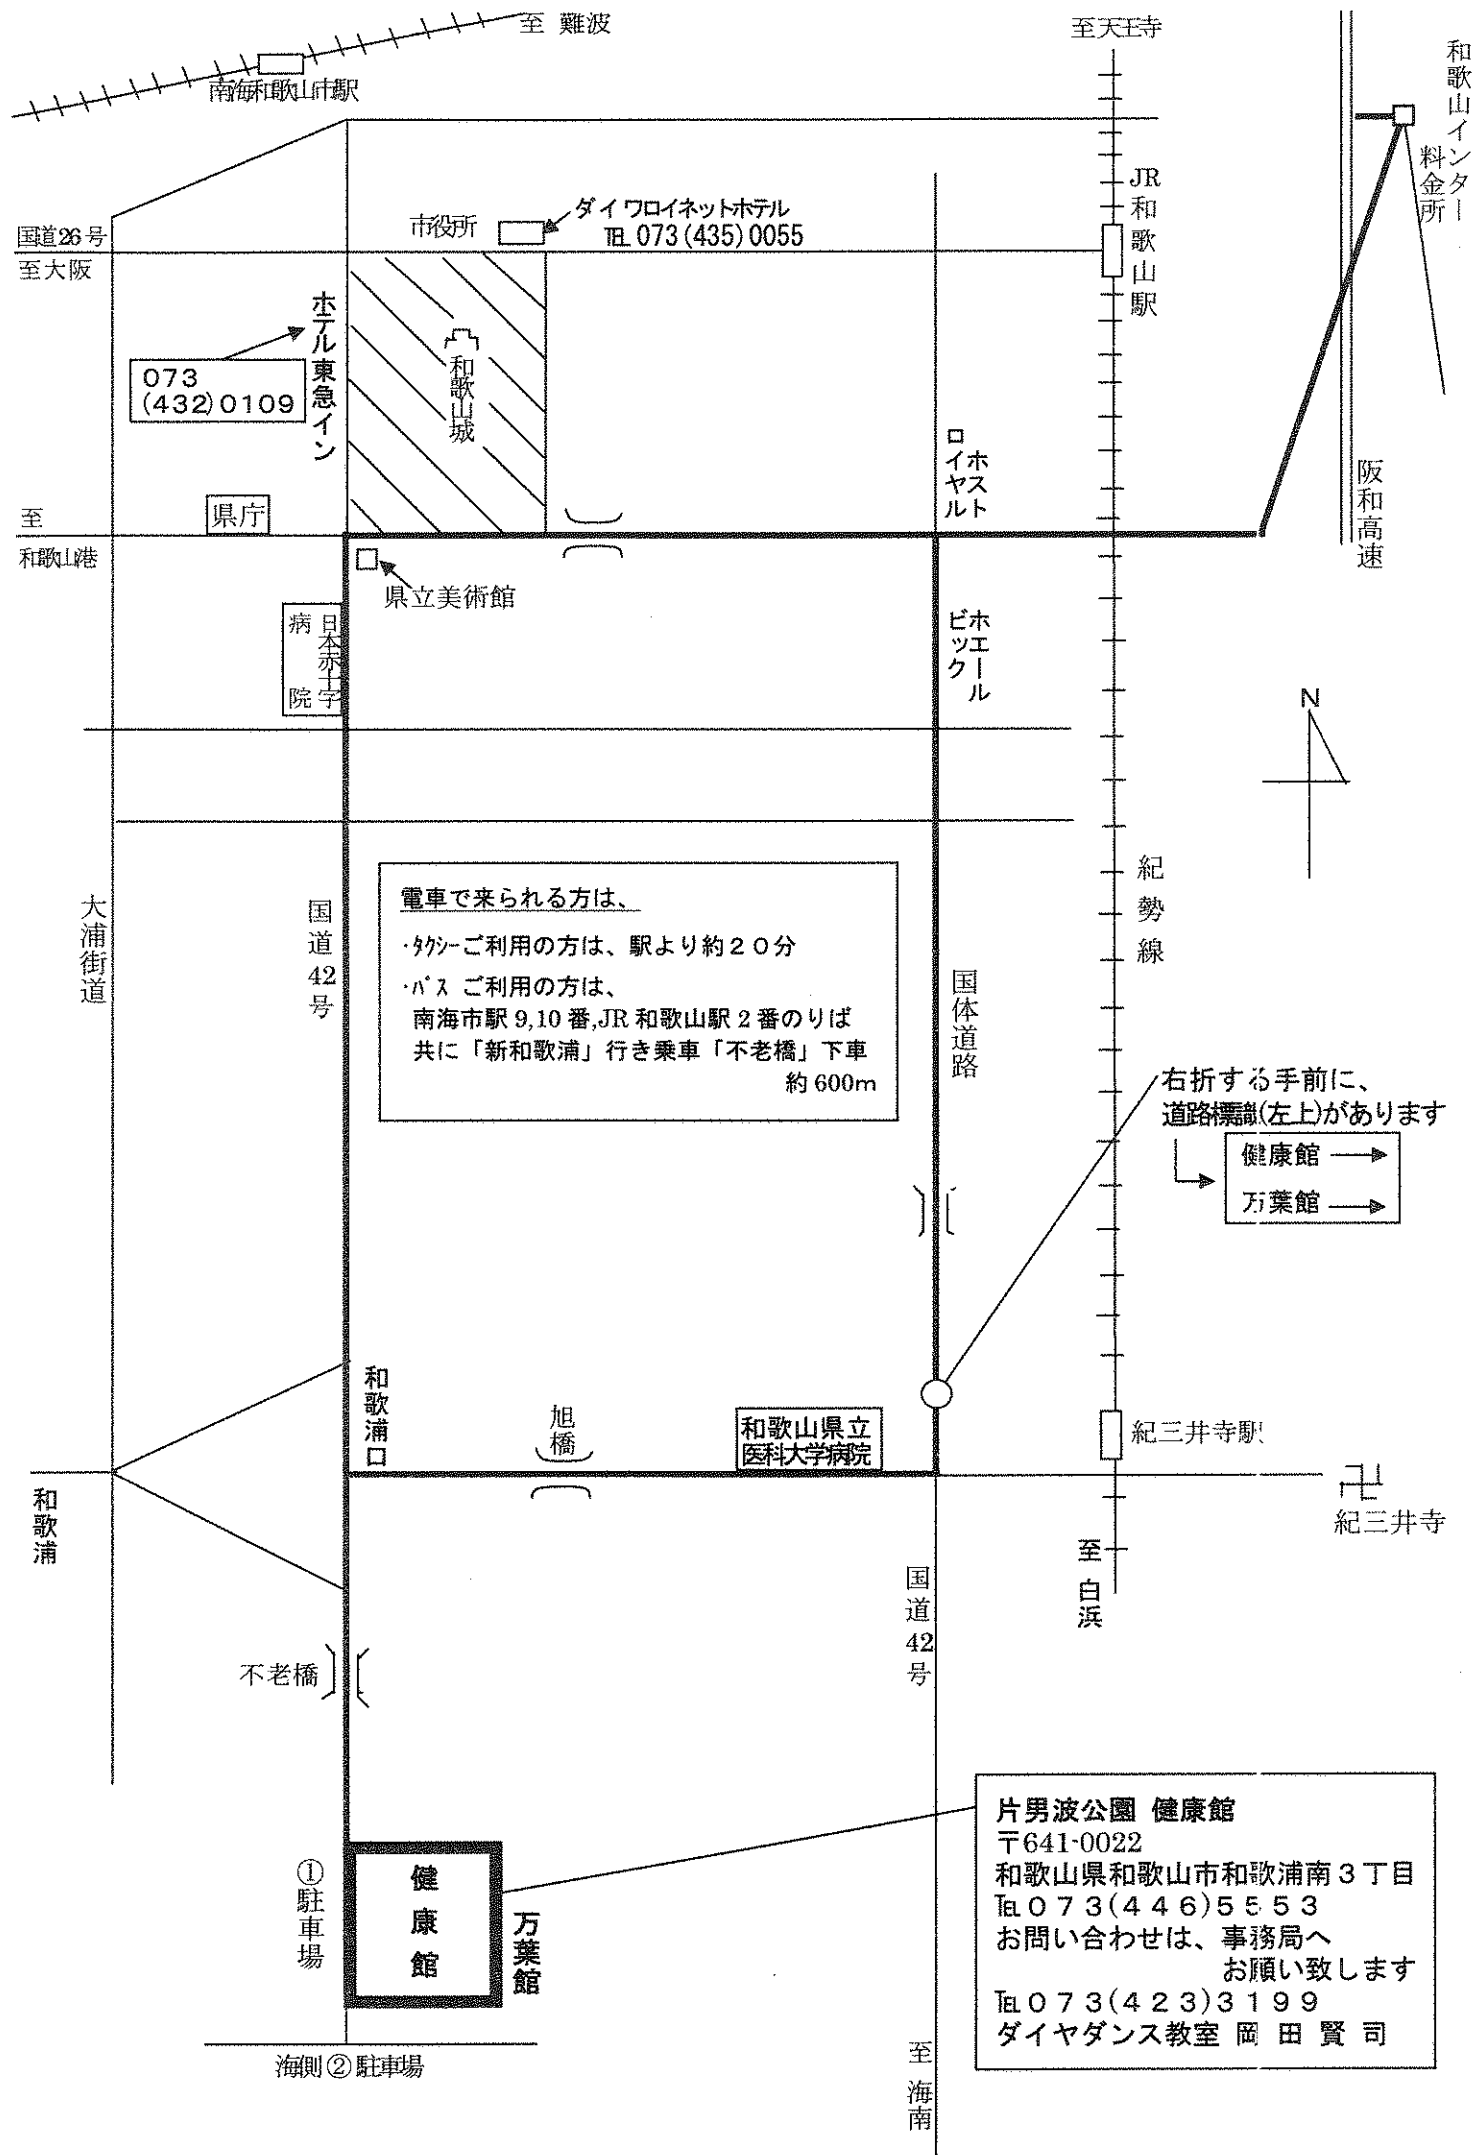 至 難波
南海和歌山市駅
至天王寺
和歌山インター
料金所
JR和歌山駅
市役所
ダイワロイネットホテル
℡ 073(435)0055
国道26号
至大阪
ホテル東急イン
073
(432)0109
和歌山城
ロイヤル
ホスト
阪和高速
県庁
至
和歌山港
県立美術館
日本赤十字
病院
ビック
ホエール
N
電車で来られる方は、
・タクシーご利用の方は、駅より約20分
・バス ご利用の方は、
南海市駅 9,10 番,JR 和歌山駅 2 番のりば
共に「新和歌浦」行き乗車「不老橋」下車
約 600m
大浦街道
国道42号
国体道路
紀勢線
右折する手前に、
道路標識(左上)があります
健康館 →
万葉館 →
和歌浦口
旭橋
和歌山県立
医科大学病院
紀三井寺駅
卍
紀三井寺
和歌浦
至 白浜
国道42号
不老橋
①駐車場
健康館
万葉館
海側②駐車場
至 海南
片男波公園 健康館
〒641-0022
和歌山県和歌山市和歌浦南3丁目
℡073(446)5553
お問い合わせは、事務局へ
お願い致します
℡073(423)3199
ダイヤダンス教室 岡 田 賢 司